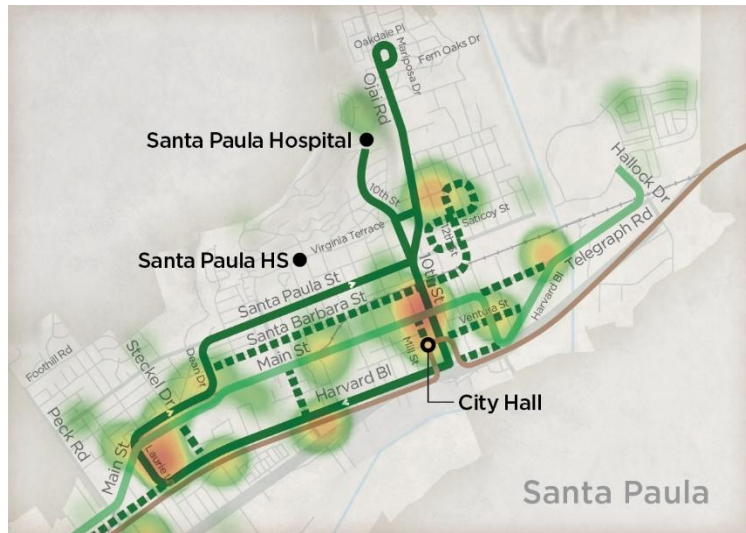 Oakdale Pl
Mariposa Dr
Fern Oaks Dr
Ojai Rd
Santa Paula Hospital
Hallock Dr
10th St
Saticoy St
12th St
Virginia Terrace
Telegraph Rd
Santa Paula HS
Santa Paula St
10th St
Santa Barbara St
Harvard Bl
Ventura St
Main St
Foothill Rd
Steckel Dr
Dean Dr
Mill St
Harvard Bl
City Hall
Peck Rd
Main St
Santa Paula